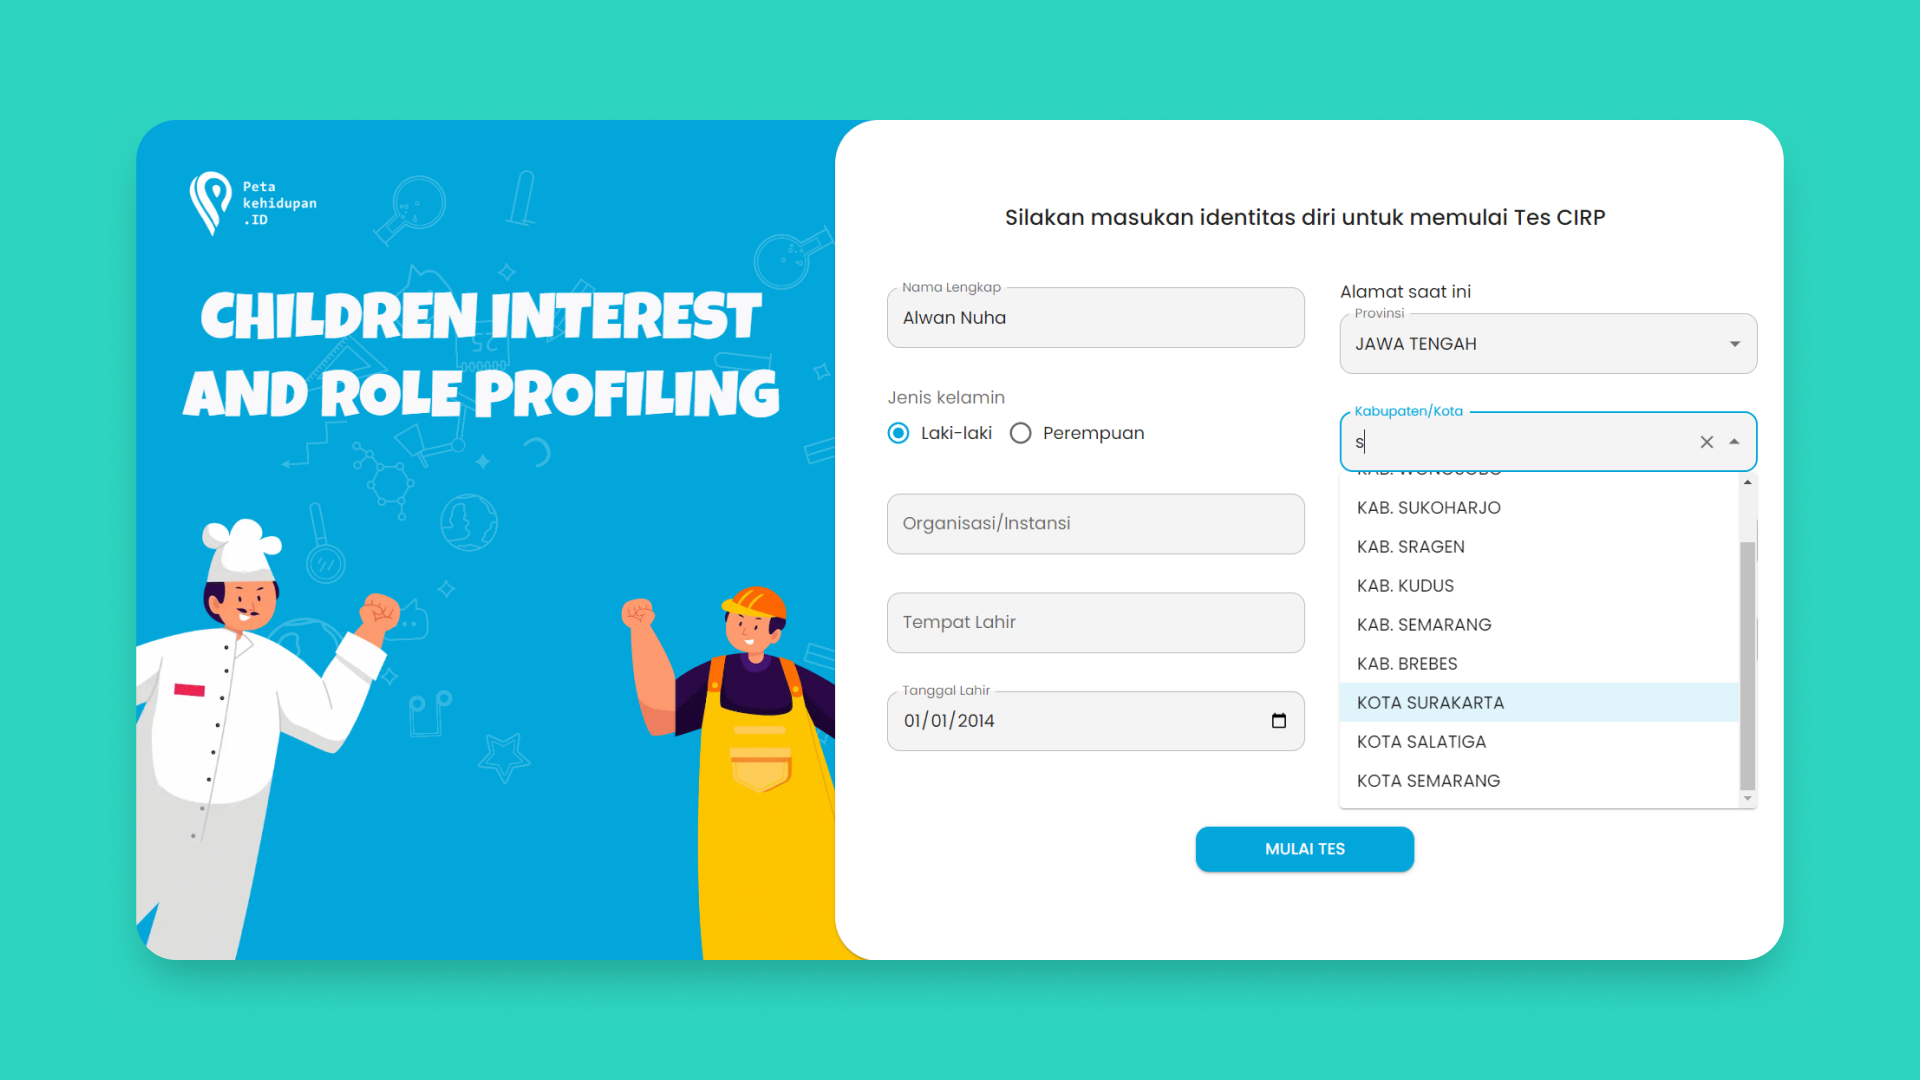 Peta
kehidupan
.ID
CHILDREN INTEREST
AND ROLE PROFILING
Silakan masukan identitas diri untuk memulai Tes CIRP
Nama Lengkap
Alwan Nuha
Jenis kelamin
Laki-laki
Perempuan
Organisasi/Instansi
Tempat Lahir
Tanggal Lahir
01/01/2014
Alamat saat ini
Provinsi
JAWA TENGAH
Kabupaten/Kota
s
KAB. WONOSOBO
KAB. SUKOHARJO
KAB. SRAGEN
KAB. KUDUS
KAB. SEMARANG
KAB. BREBES
KOTA SURAKARTA
KOTA SALATIGA
KOTA SEMARANG
MULAI TES